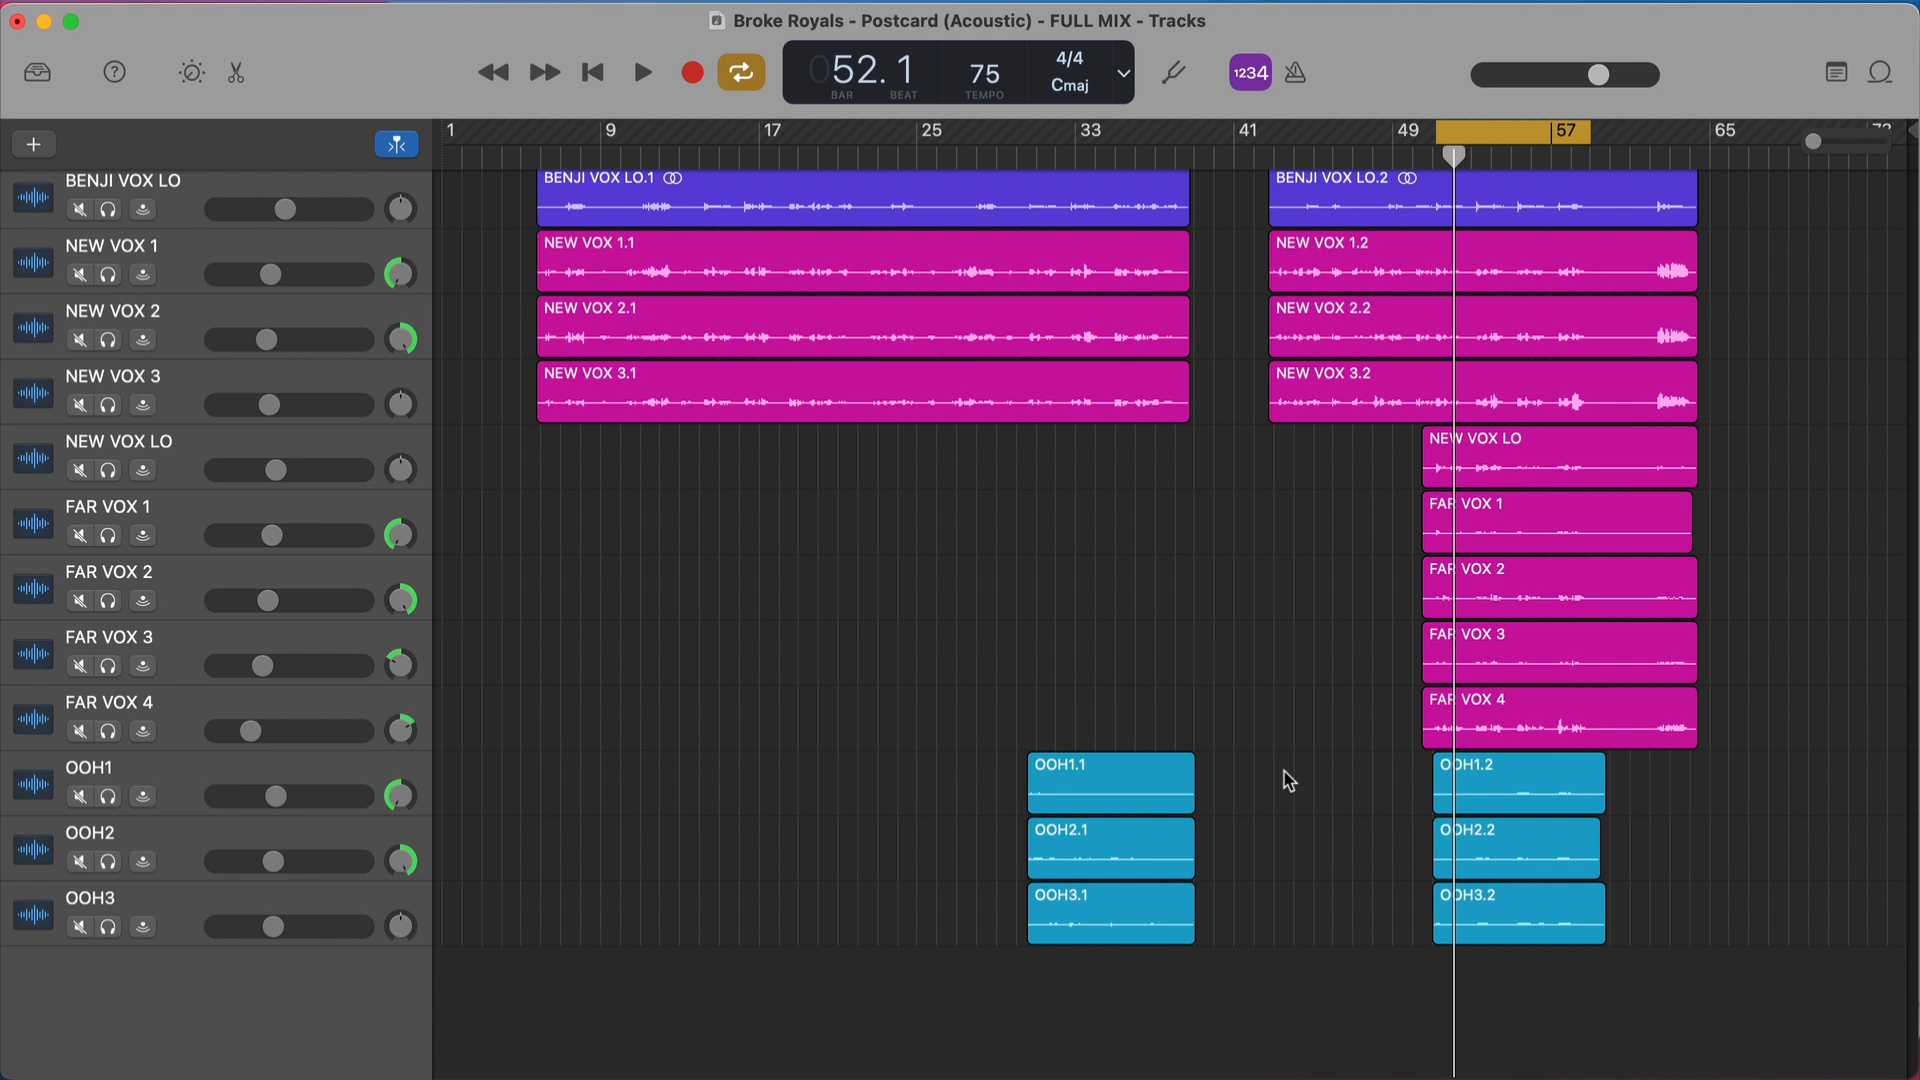 Broke Royals - Postcard (Acoustic) - FULL MIX - Tracks
052. 1
BAR
BEAT
75
TEMPO
4/4
Cmaj
1234
1
9
17
25
33
41
49
57
65
BENJI VOX LO
BENJI VOX LO.1
BENJI VOX LO.2
NEW VOX 1
NEW VOX 1.1
NEW VOX 1.2
NEW VOX 2
NEW VOX 2.1
NEW VOX 2.2
NEW VOX 3
NEW VOX 3.1
NEW VOX 3.2
NEW VOX LO
NEW VOX LO
FAR VOX 1
FAR VOX 1
FAR VOX 2
FAR VOX 2
FAR VOX 3
FAR VOX 3
FAR VOX 4
FAR VOX 4
OOH1
OOH1.1
OOH1.2
OOH2
OOH2.1
OOH2.2
OOH3
OOH3.1
OOH3.2